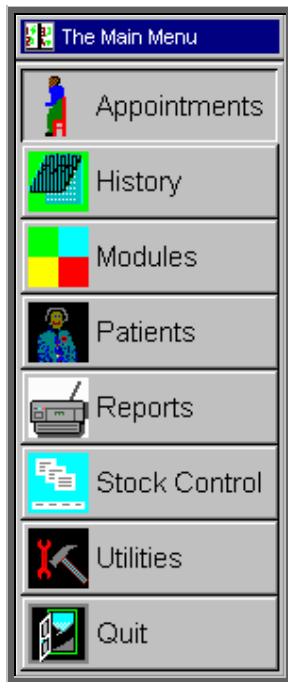 The Main Menu
Appointments
History
Modules
Patients
Reports
Stock Control
Utilities
Quit